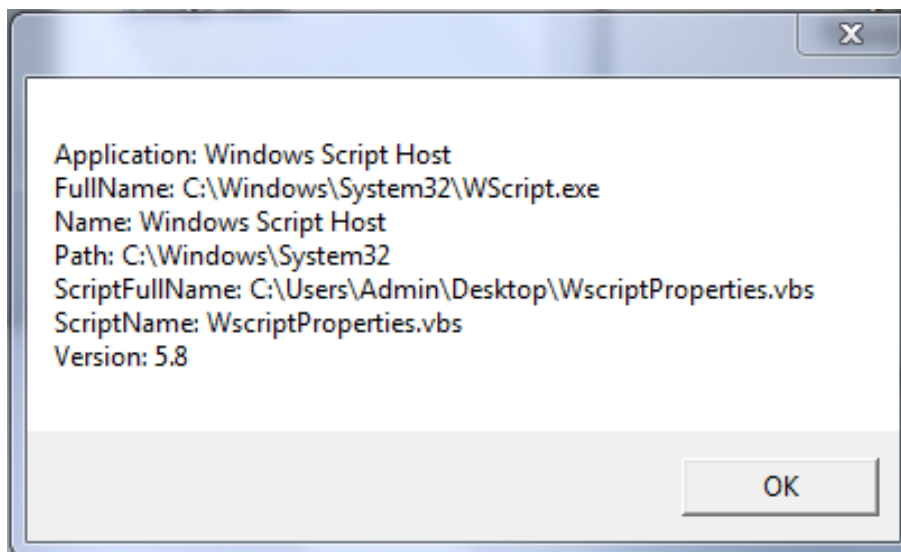 Application: Windows Script Host
FullName: C:\Windows\System32\WScript.exe
Name: Windows Script Host
Path: C:\Windows\System32
ScriptFullName: C:\Users\Admin\Desktop\WscriptProperties.vbs
ScriptName: WscriptProperties.vbs
Version: 5.8
OK